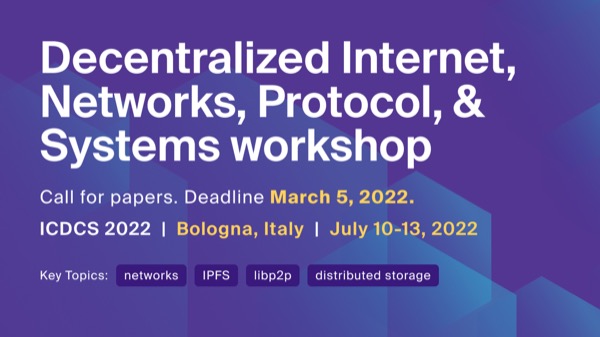 Decentralized Internet,
Networks, Protocol, &
Systems workshop
Call for papers. Deadline March 5, 2022.
ICDCS 2022 | Bologna, Italy | July 10-13, 2022
Key Topics: networks IPFS libp2p distributed storage